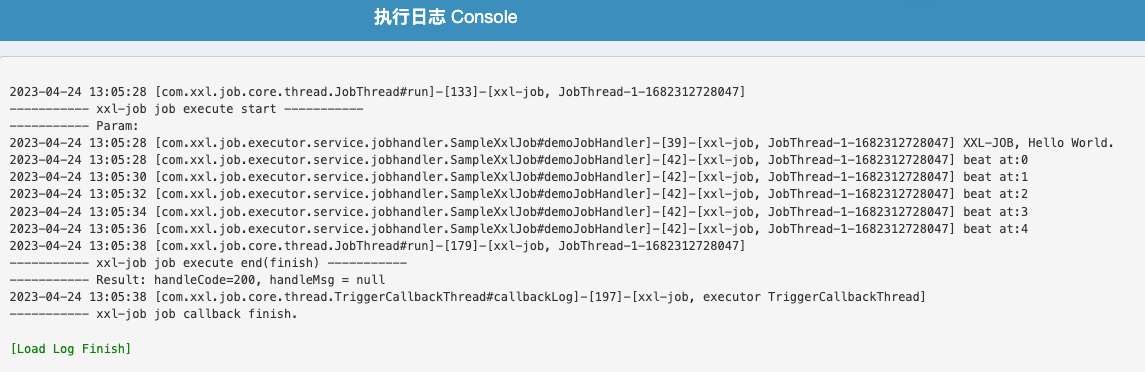 执行日志 Console
2023-04-24 13:05:28 [com.xxl.job.core.thread.JobThread#run]-[133]-[xxl-job, JobThread-1-1682312728047]
----------- xxl-job job execute start -----------
----------- Param:
2023-04-24 13:05:28 [com.xxl.job.executor.service.jobhandler.SampleXxlJob#demoJobHandler]-[39]-[xxl-job, JobThread-1-1682312728047] XXL-JOB, Hello World.
2023-04-24 13:05:28 [com.xxl.job.executor.service.jobhandler.SampleXxlJob#demoJobHandler]-[42]-[xxl-job, JobThread-1-1682312728047] beat at:0
2023-04-24 13:05:30 [com.xxl.job.executor.service.jobhandler.SampleXxlJob#demoJobHandler]-[42]-[xxl-job, JobThread-1-1682312728047] beat at:1
2023-04-24 13:05:32 [com.xxl.job.executor.service.jobhandler.SampleXxlJob#demoJobHandler]-[42]-[xxl-job, JobThread-1-1682312728047] beat at:2
2023-04-24 13:05:34 [com.xxl.job.executor.service.jobhandler.SampleXxlJob#demoJobHandler]-[42]-[xxl-job, JobThread-1-1682312728047] beat at:3
2023-04-24 13:05:36 [com.xxl.job.executor.service.jobhandler.SampleXxlJob#demoJobHandler]-[42]-[xxl-job, JobThread-1-1682312728047] beat at:4
2023-04-24 13:05:38 [com.xxl.job.core.thread.JobThread#run]-[179]-[xxl-job, JobThread-1-1682312728047]
----------- xxl-job job execute end(finish) -----------
----------- Result: handleCode=200, handleMsg = null
2023-04-24 13:05:38 [com.xxl.job.core.thread.TriggerCallbackThread#callbackLog]-[197]-[xxl-job, executor TriggerCallbackThread]
----------- xxl-job job callback finish.
[Load Log Finish]